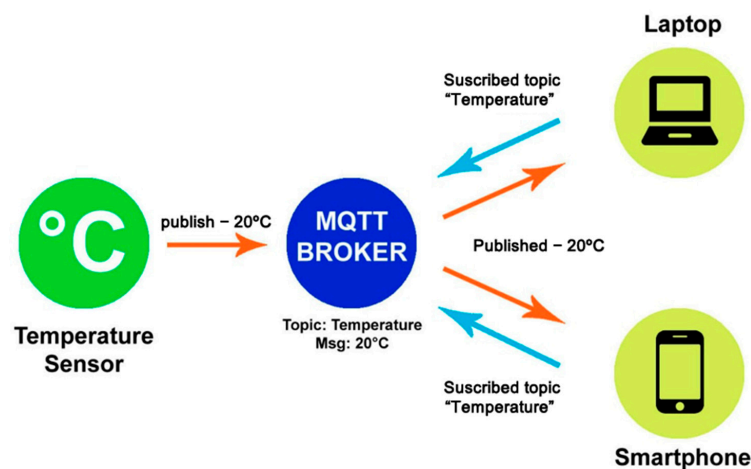 Laptop
Suscribed topic
“Temperature”
°C
publish – 20ºC
MQTT
BROKER
Published – 20ºC
Topic: Temperature
Msg: 20°C
Temperature
Sensor
Suscribed topic
“Temperature”
Smartphone